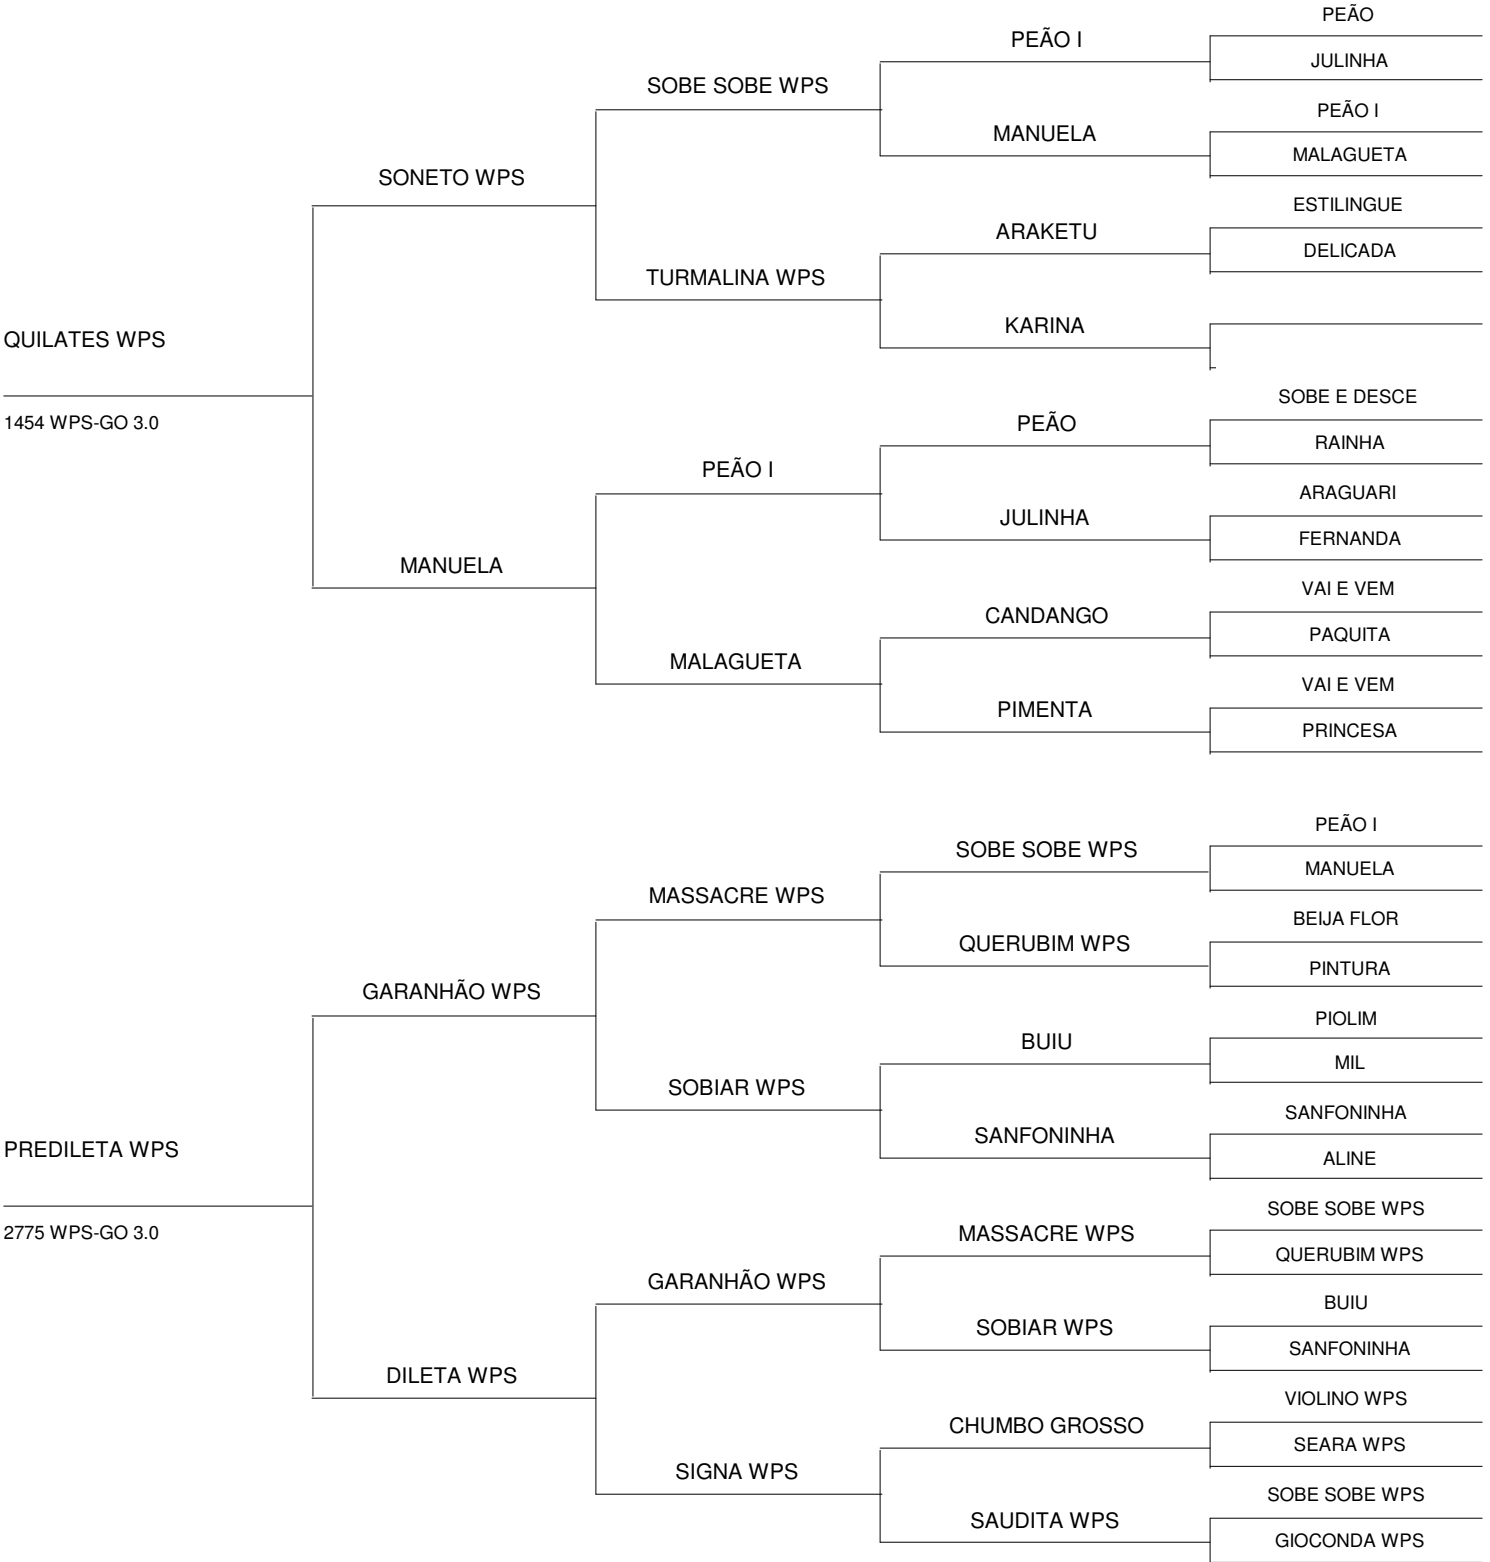 PEÃO
PEÃO I
JULINHA
SOBE SOBE WPS
PEÃO I
MANUELA
MALAGUETA
SONETO WPS
ESTILINGUE
ARAKETU
DELICADA
TURMALINA WPS
KARINA
QUILATES WPS
1454 WPS-GO 3.0
SOBE E DESCE
PEÃO
RAINHA
PEÃO I
ARAGUARI
JULINHA
FERNANDA
MANUELA
VAI E VEM
CANDANGO
PAQUITA
MALAGUETA
VAI E VEM
PIMENTA
PRINCESA
PEÃO I
SOBE SOBE WPS
MANUELA
MASSACRE WPS
BEIJA FLOR
QUERUBIM WPS
PINTURA
GARANHÃO WPS
PIOLIM
BUIU
MIL
SOBIAR WPS
SANFONINHA
SANFONINHA
ALINE
PREDILETA WPS
2775 WPS-GO 3.0
SOBE SOBE WPS
MASSACRE WPS
QUERUBIM WPS
GARANHÃO WPS
BUIU
SOBIAR WPS
SANFONINHA
DILETA WPS
VIOLINO WPS
CHUMBO GROSSO
SEARA WPS
SIGNA WPS
SOBE SOBE WPS
SAUDITA WPS
GIOCONDA WPS